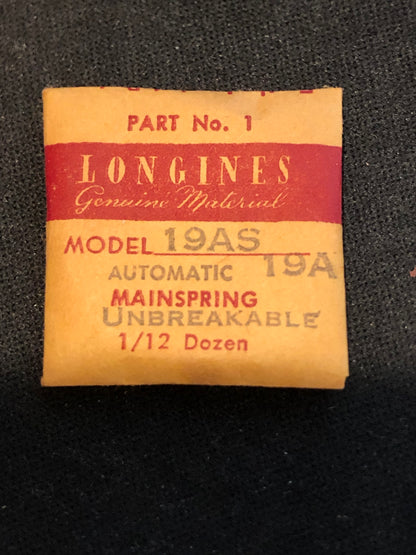 PART No. 1
LONGINES
Genuine Material
MODEL 19AS
AUTOMATIC 19A
MAINSPRING
UNBREAKABLE
1/12 Dozen